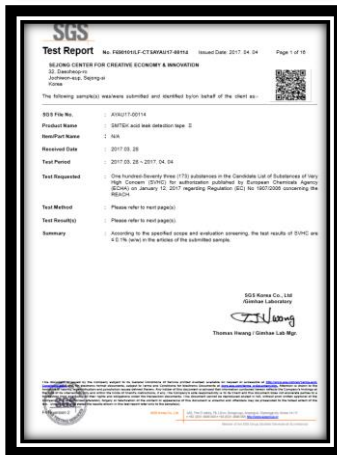 SGS
Test Report No. F690101/LF-CTSAYAU17-00114 Issued Date: 2017. 04. 04 Page 1 of 16
SEJONG CENTER FOR CREATIVE ECONOMY & INNOVATION
32, Daecheop-ro
Jochiwon-eup, Sejong-si
Korea
The following sample(s) was/were submitted and identified by/on behalf of the client as:-
SGS File No. : AYAU17-00114
Product Name : SMTEK acid leak detection tape
Item/Part Name : N/A
Received Date : 2017.03. 28
Test Period : 2017.03. 28 ~ 2017. 04. 04
Test Requested : One hundred-Seventy three (173) substances in the Candidate List of Substances of Very
High Concern (SVHC) for authorization published by European Chemicals Agency
(ECHA) on January 12, 2017 regarding Regulation (EC) No 1907/2006 concerning the
REACH.
Test Method : Please refer to next page(s).
Test Result(s) : Please refer to next page(s).
Summary : According to the specified scope and evaluation screening, the test results of SVHC are
≤ 0.1% (w/w) in the articles of the submitted sample.
SGS Korea Co., Ltd
/Gimhae Laboratory
Thomas Hwang / Gimhae Lab Mgr.